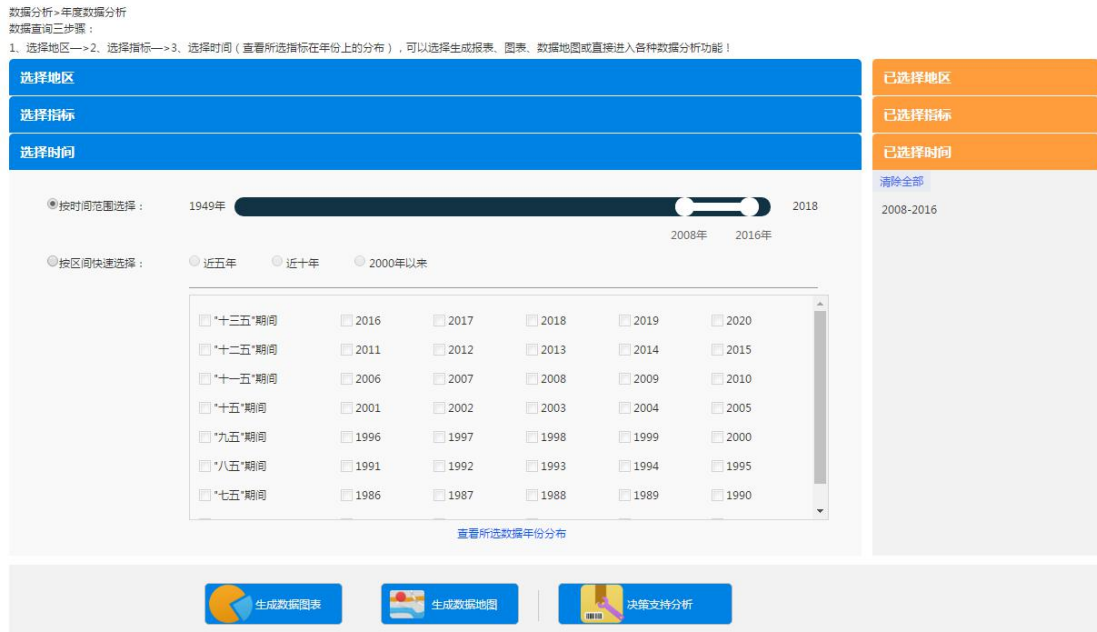 数据分析>年度数据分析
数据查询三步骤：
1、选择地区—>2、选择指标—>3、选择时间（查看所选指标在年份上的分布），可以选择生成报表、图表、数据地图或直接进入各种数据分析功能！
选择地区
选择指标
选择时间
按时间范围选择： 1949年 2018
2008年 2016年
按区间快速选择： 近五年 近十年 2000年以来
"十三五"期间 2016 2017 2018 2019 2020
"十二五"期间 2011 2012 2013 2014 2015
"十一五"期间 2006 2007 2008 2009 2010
"十五"期间 2001 2002 2003 2004 2005
"九五"期间 1996 1997 1998 1999 2000
"八五"期间 1991 1992 1993 1994 1995
"七五"期间 1986 1987 1988 1989 1990
查看所选数据年份分布
已选择地区
已选择指标
已选择时间
清除全部
2008-2016
生成数据图表 生成数据地图 决策支持分析